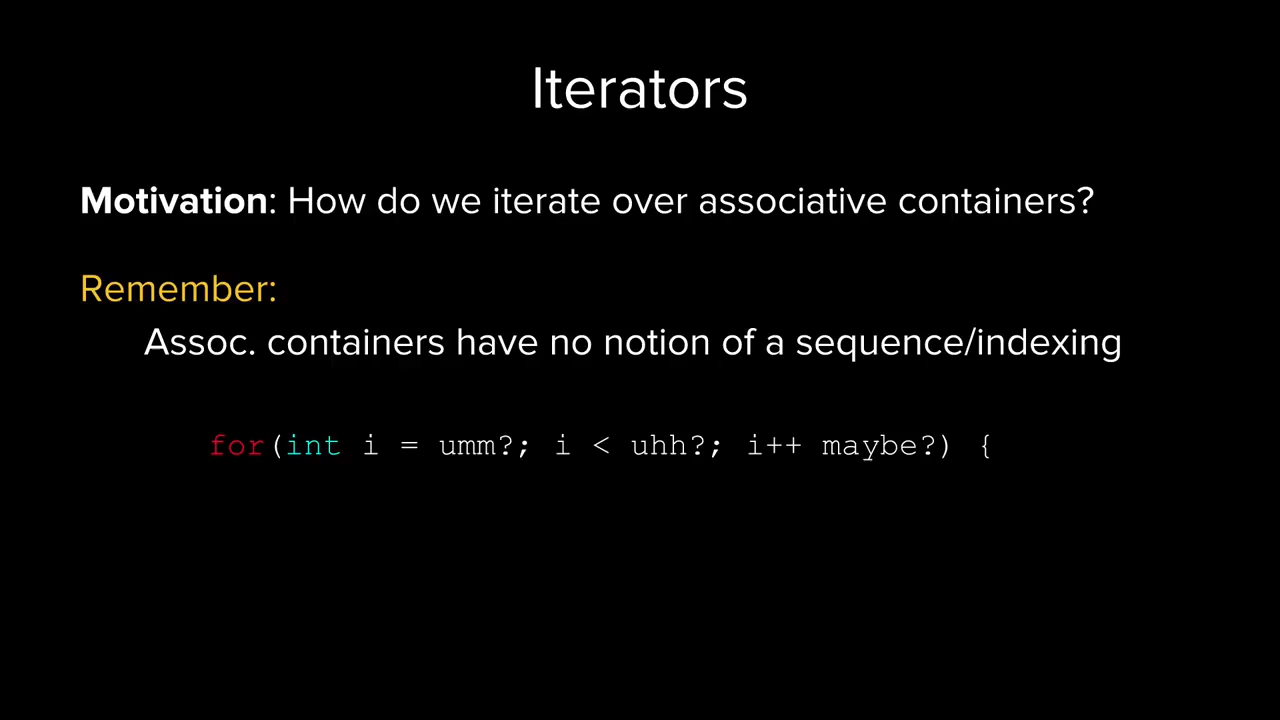 Iterators
Motivation: How do we iterate over associative containers?
Remember:
Assoc. containers have no notion of a sequence/indexing
for(int i = umm?; i < uhh?; i++ maybe?) {